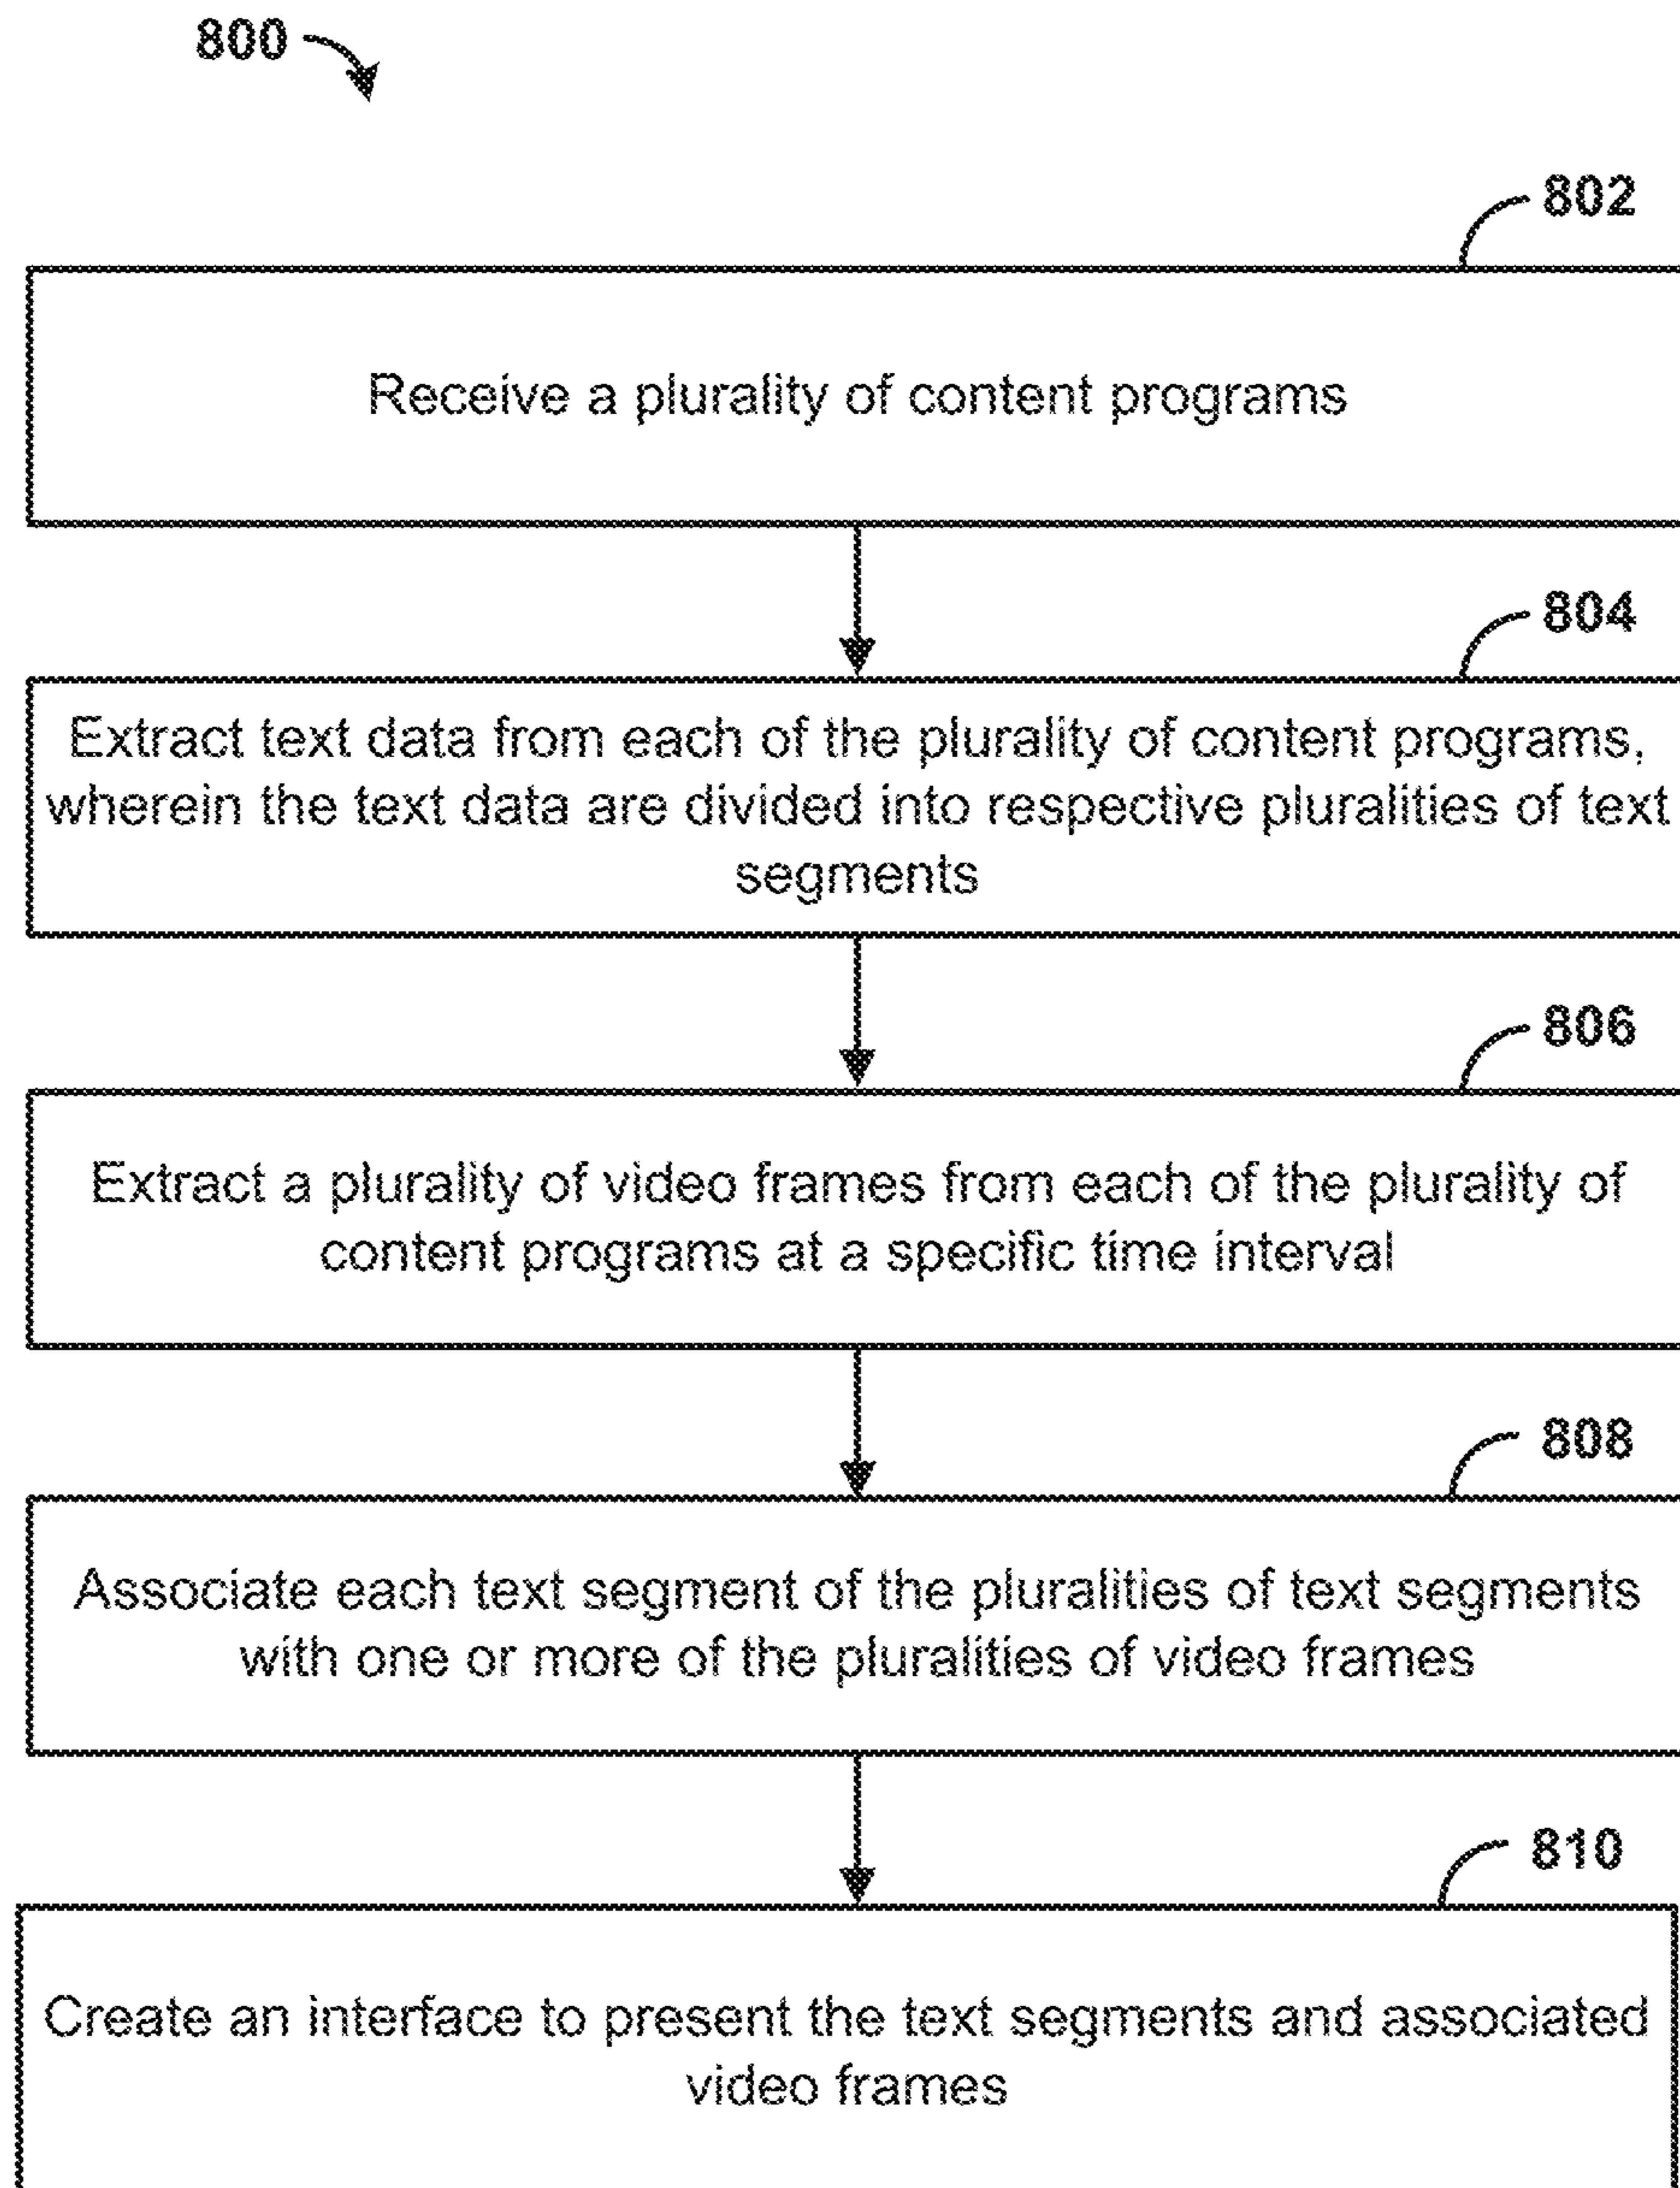 800
802
Receive a plurality of content programs
804
Extract text data from each of the plurality of content programs,
wherein the text data are divided into respective pluralities of text
segments
806
Extract a plurality of video frames from each of the plurality of
content programs at a specific time interval
808
Associate each text segment of the pluralities of text segments
with one or more of the pluralities of video frames
810
Create an interface to present the text segments and associated
video frames